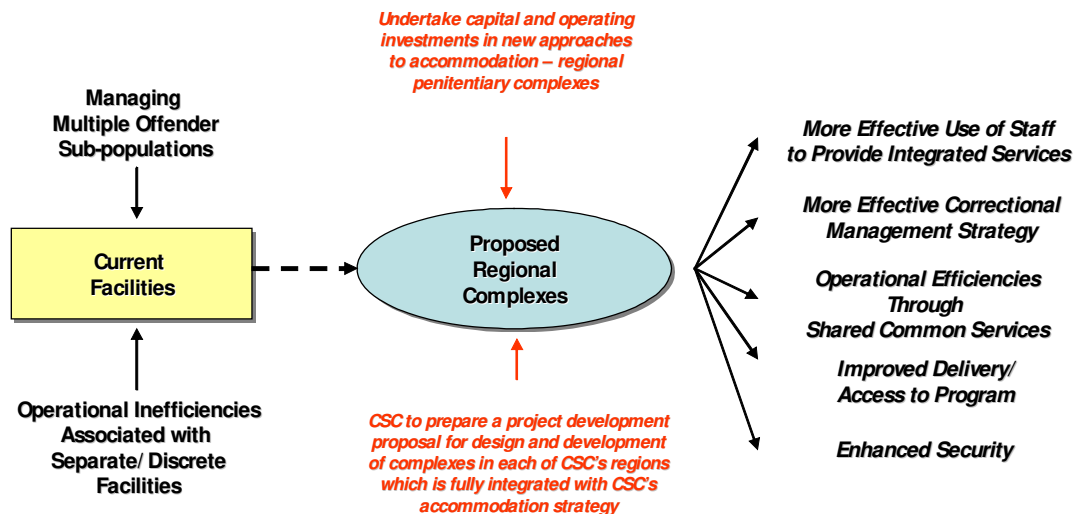 Undertake capital and operating
investments in new approaches
to accommodation – regional
penitentiary complexes
Managing
Multiple Offender
Sub-populations
Current
Facilities
Operational Inefficiencies
Associated with
Separate/ Discrete
Facilities
Proposed
Regional
Complexes
CSC to prepare a project development
proposal for design and development
of complexes in each of CSC's regions
which is fully integrated with CSC's
accommodation strategy
More Effective Use of Staff
to Provide Integrated Services
More Effective Correctional
Management Strategy
Operational Efficiencies
Through
Shared Common Services
Improved Delivery/
Access to Program
Enhanced Security